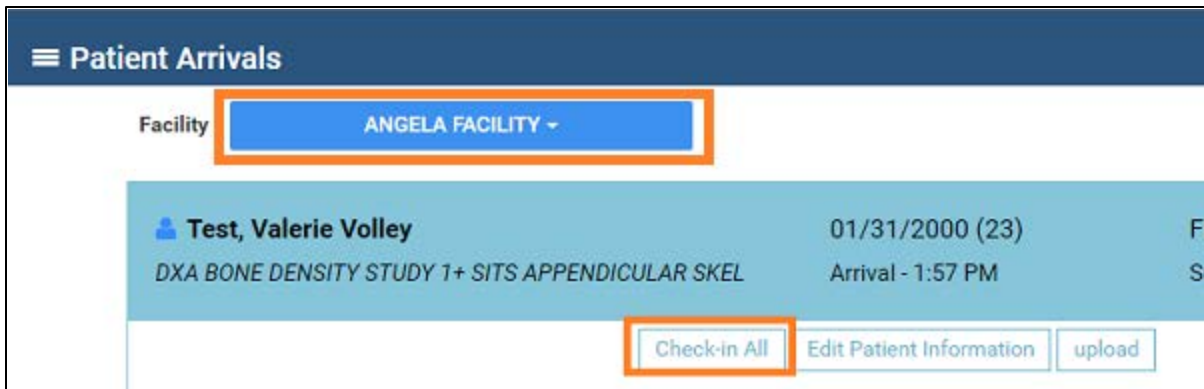 Patient Arrivals
Facility ANGELA FACILITY
Test, Valerie Volley 01/31/2000 (23) F
DXA BONE DENSITY STUDY 1+ SITS APPENDICULAR SKEL Arrival - 1:57 PM S
Check-in All Edit Patient Information upload